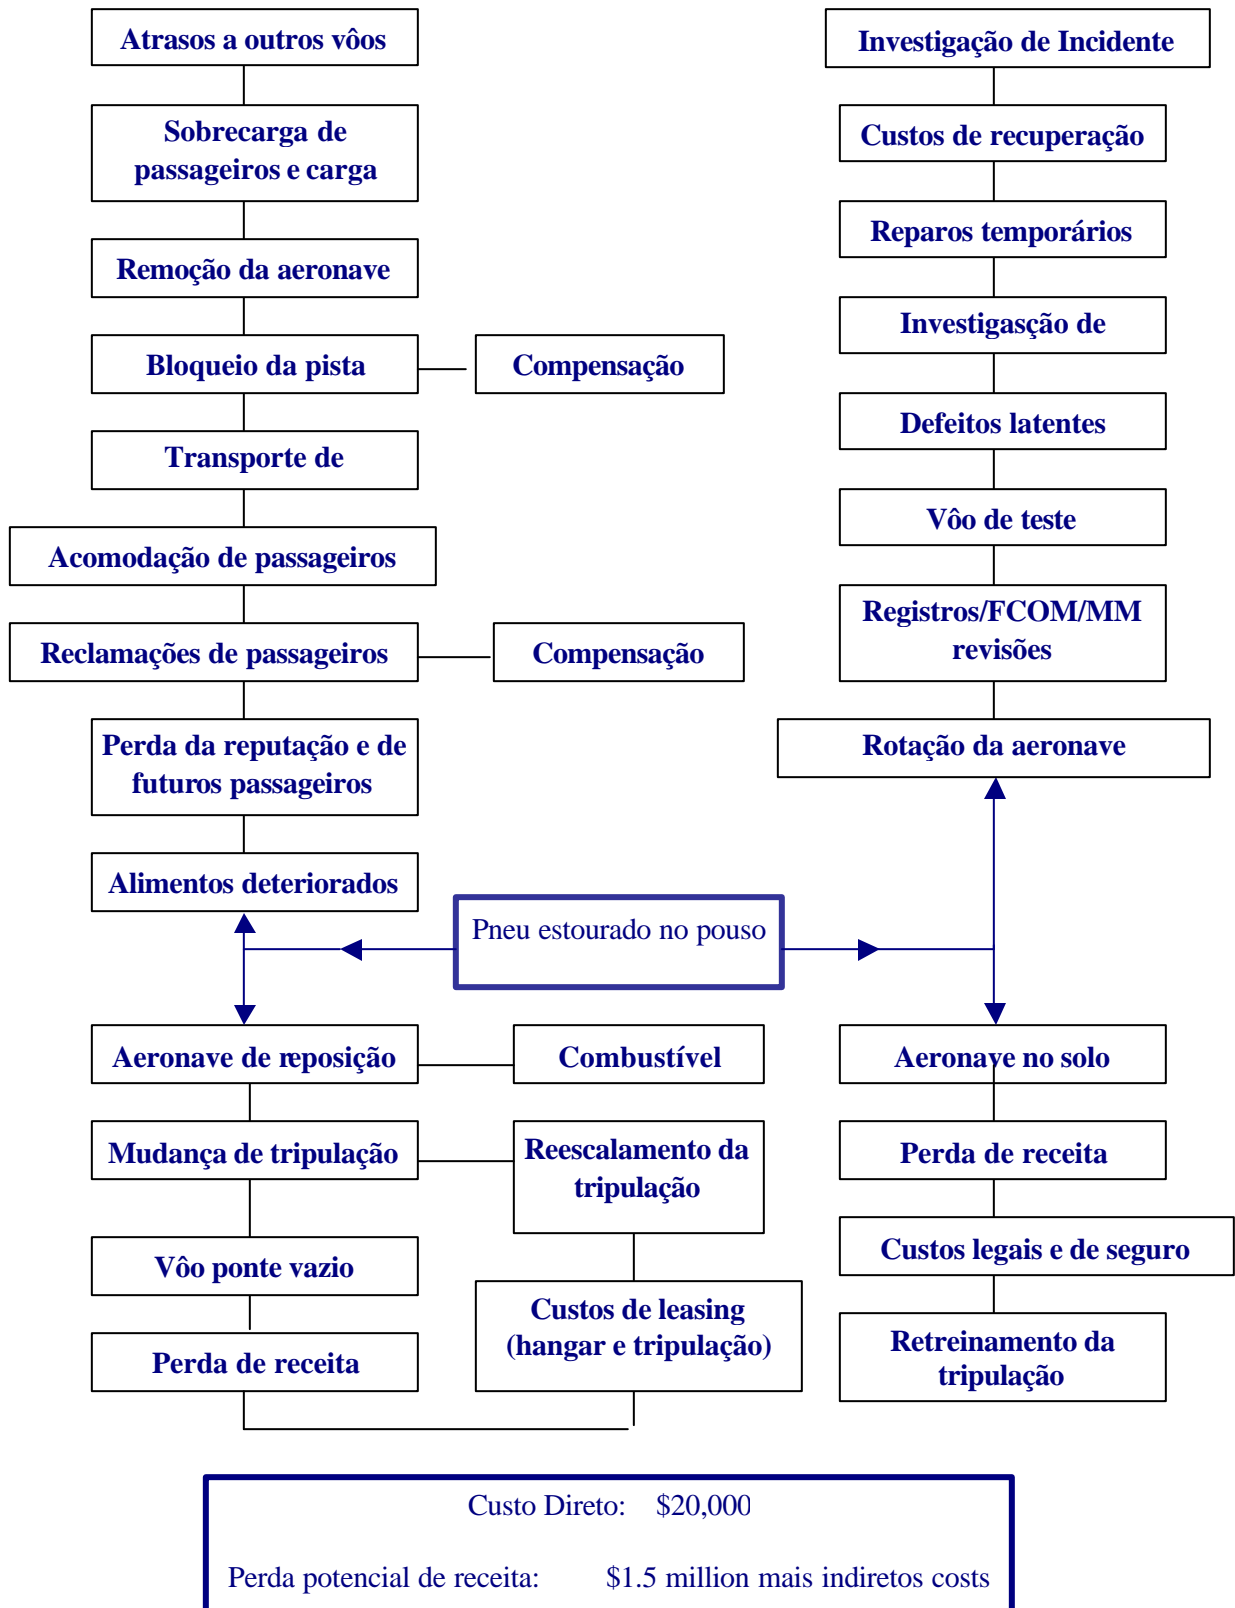 Atrasos a outros vôos
Sobrecarga de
passageiros e carga
Remoção da aeronave
Bloqueio da pista
Compensação
Transporte de
Acomodação de passageiros
Reclamações de passageiros
Compensação
Perda da reputação e de
futuros passageiros
Alimentos deteriorados
Investigação de Incidente
Custos de recuperação
Reparos temporários
Investigasção de
Defeitos latentes
Vôo de teste
Registros/FCOM/MM
revisões
Rotação da aeronave
Pneu estourado no pouso
Aeronave de reposição
Combustível
Mudança de tripulação
Reescalamento da
tripulação
Vôo ponte vazio
Custos de leasing
(hangar e tripulação)
Perda de receita
Aeronave no solo
Perda de receita
Custos legais e de seguro
Retreinamento da
tripulação
Custo Direto: $20,000
Perda potencial de receita: $1.5 million mais indiretos costs